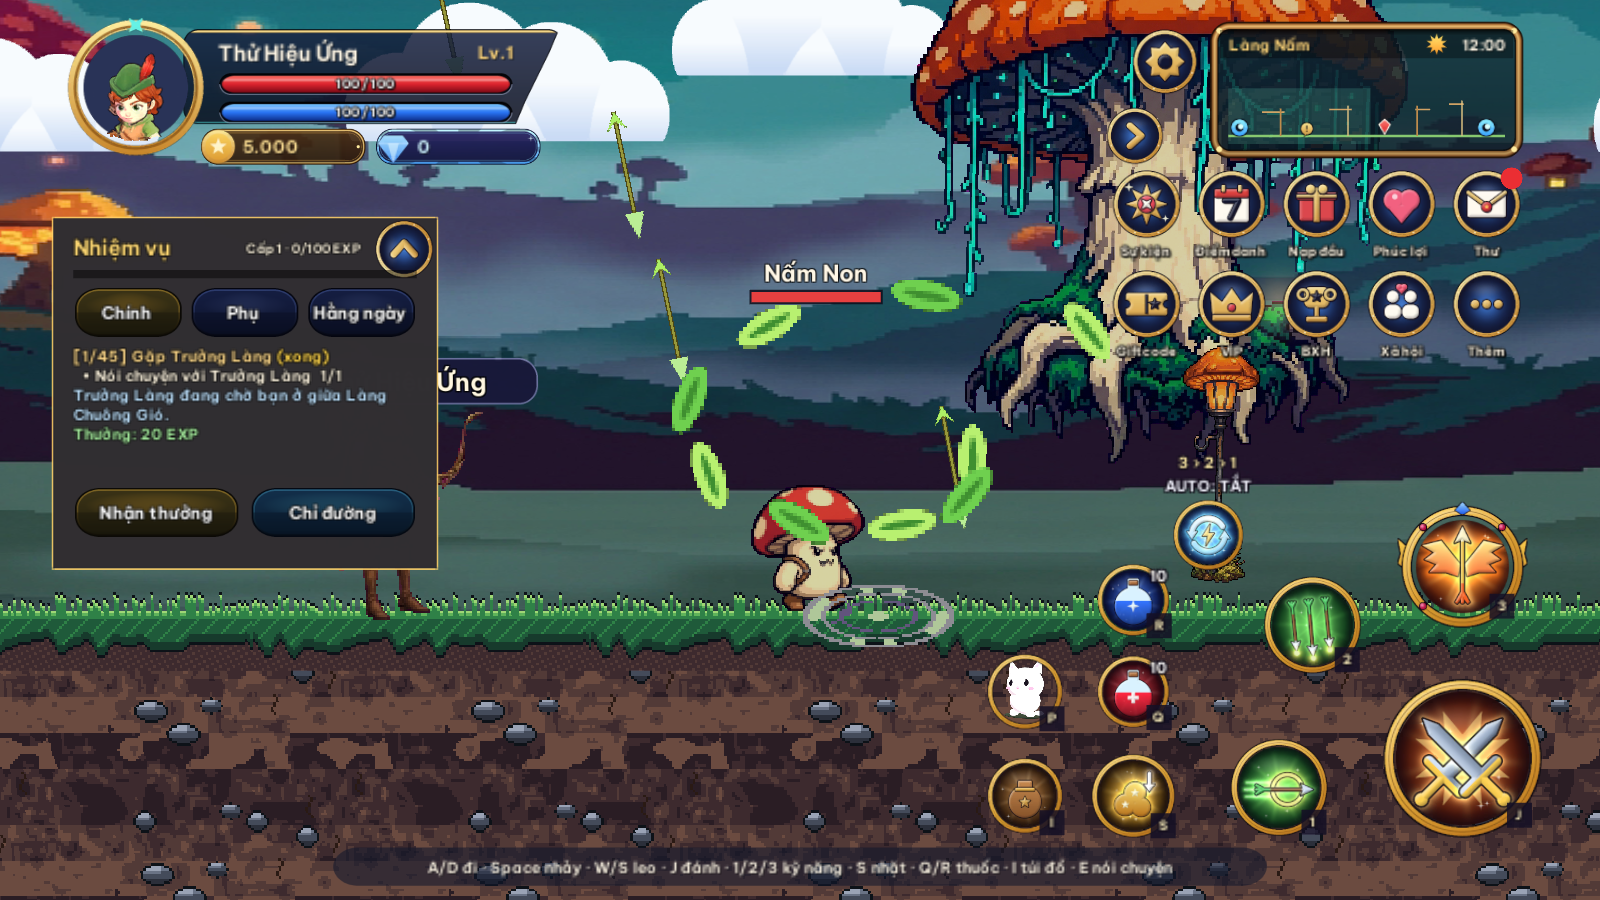 Thử Hiệu Ứng
Lv.1
100/100
100/100
5.000
0
Làng Nấm
12:00
Sự kiện
Điểm danh
Nạp đầu
Phúc lợi
Thư
Giftcode
VIP
BXH
Xã hội
Thêm
Nhiệm vụ
Cấp 1 · 0/100 EXP
Chính
Phụ
Hằng ngày
[1/45] Gặp Trưởng Làng (xong)
• Nói chuyện với Trưởng Làng 1/1
Trưởng Làng đang chờ bạn ở giữa Làng
Chuông Gió.
Thưởng: 20 EXP
Nhận thưởng
Chỉ đường
Ứng
Nấm Non
3 › 2 › 1
AUTO: TẮT
10
R
10
Q
P
I
S
1
2
3
J
7
A/D đi · Space nhảy · W/S leo · J đánh · 1/2/3 kỹ năng · S nhặt · Q/R thuốc · I túi đồ · E nói chuyện